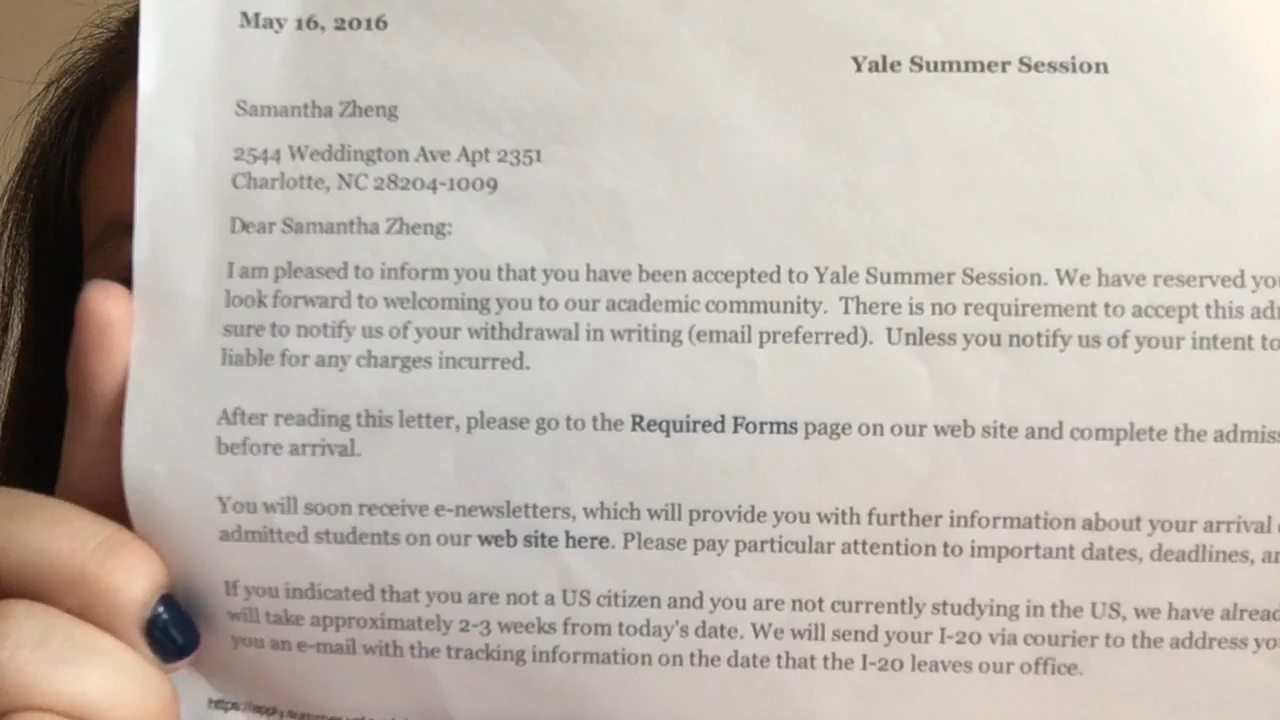 May 16, 2016
Yale Summer Session
Samantha Zheng
2544 Weddington Ave Apt 2351
Charlotte, NC 28204-1009
Dear Samantha Zheng:
I am pleased to inform you that you have been accepted to Yale Summer Session. We have reserved
look forward to welcoming you to our academic community. There is no requirement to accept this
sure to notify us of your withdrawal in writing (email preferred). Unless you notify us of your intent to
liable for any charges incurred.
After reading this letter, please go to the Required Forms page on our web site and complete the
before arrival.
You will soon receive e-newsletters, which will provide you with further information about your arrival
admitted students on our web site here. Please pay particular attention to important dates, deadlines,
If you indicated that you are not a US citizen and you are not currently studying in the US, we have
will take approximately 2-3 weeks from today's date. We will send your I-20 via courier to the address
you an e-mail with the tracking information on the date that the I-20 leaves our office.